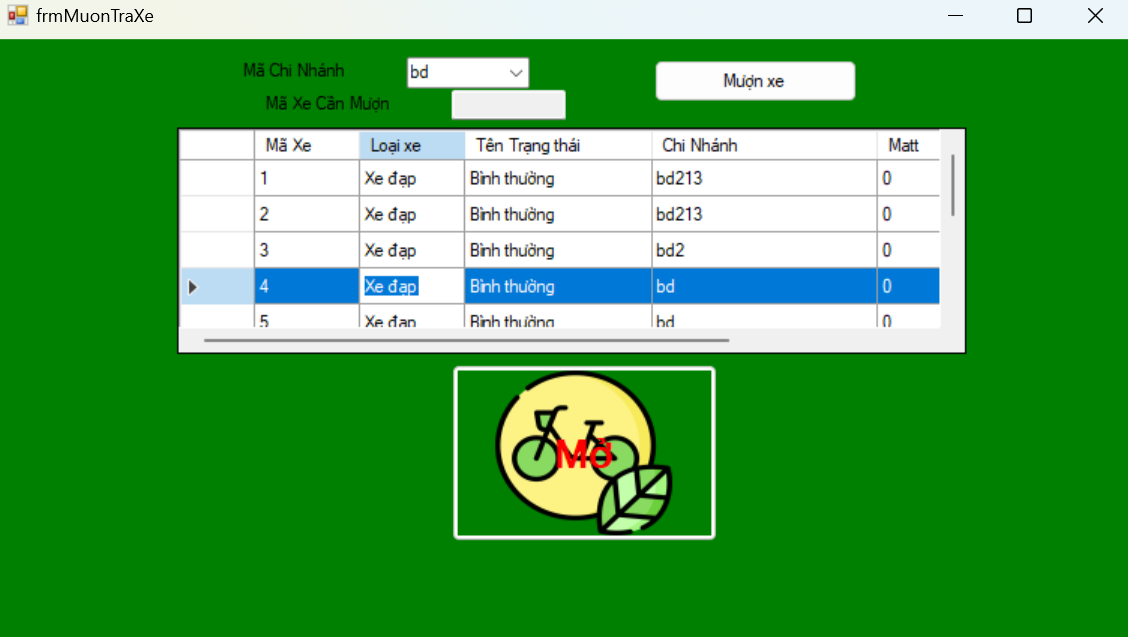 frmMuonTraXe
Mã Chi Nhánh bd Mượn xe
Mã Xe Cần Mượn
Mã Xe Loại xe Tên Trạng thái Chi Nhánh Matt
1 Xe đạp Bình thường bd213 0
2 Xe đạp Bình thường bd213 0
3 Xe đạp Bình thường bd2 0
4 Xe đạp Bình thường bd 0
5 Xe đạp Bình thường bd 0
Mở